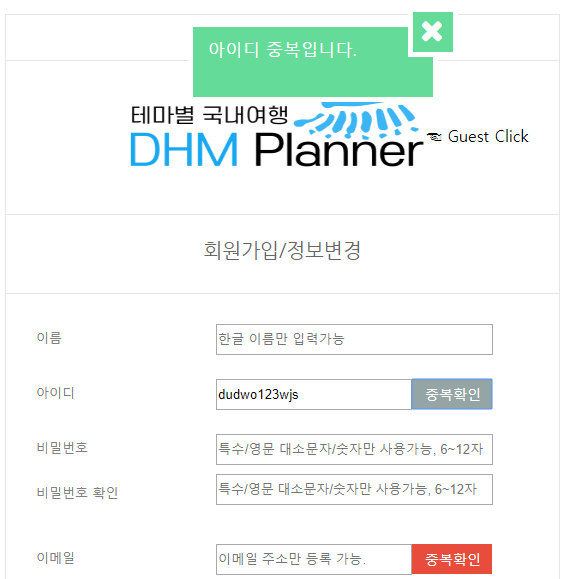 아이디 중복입니다.
테마별 국내여행
DHM Planner
Guest Click
회원가입/정보변경
이름
한글 이름만 입력가능
아이디
dudwo123wjs
중복확인
비밀번호
특수/영문 대소문자/숫자만 사용가능, 6~12자
비밀번호 확인
특수/영문 대소문자/숫자만 사용가능, 6~12자
이메일
이메일 주소만 등록 가능.
중복확인